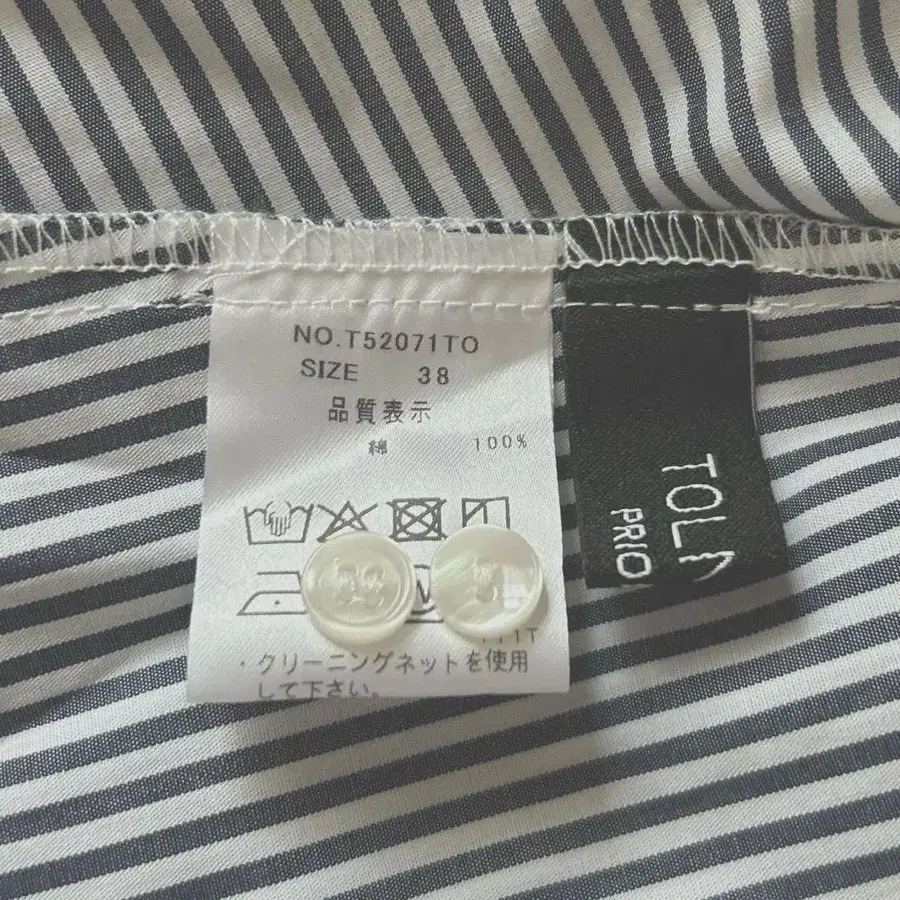 NO.T52071TO
SIZE 38
品質表示
綿 100%
・クリーニングネットを使用
して下さい。
PRIO